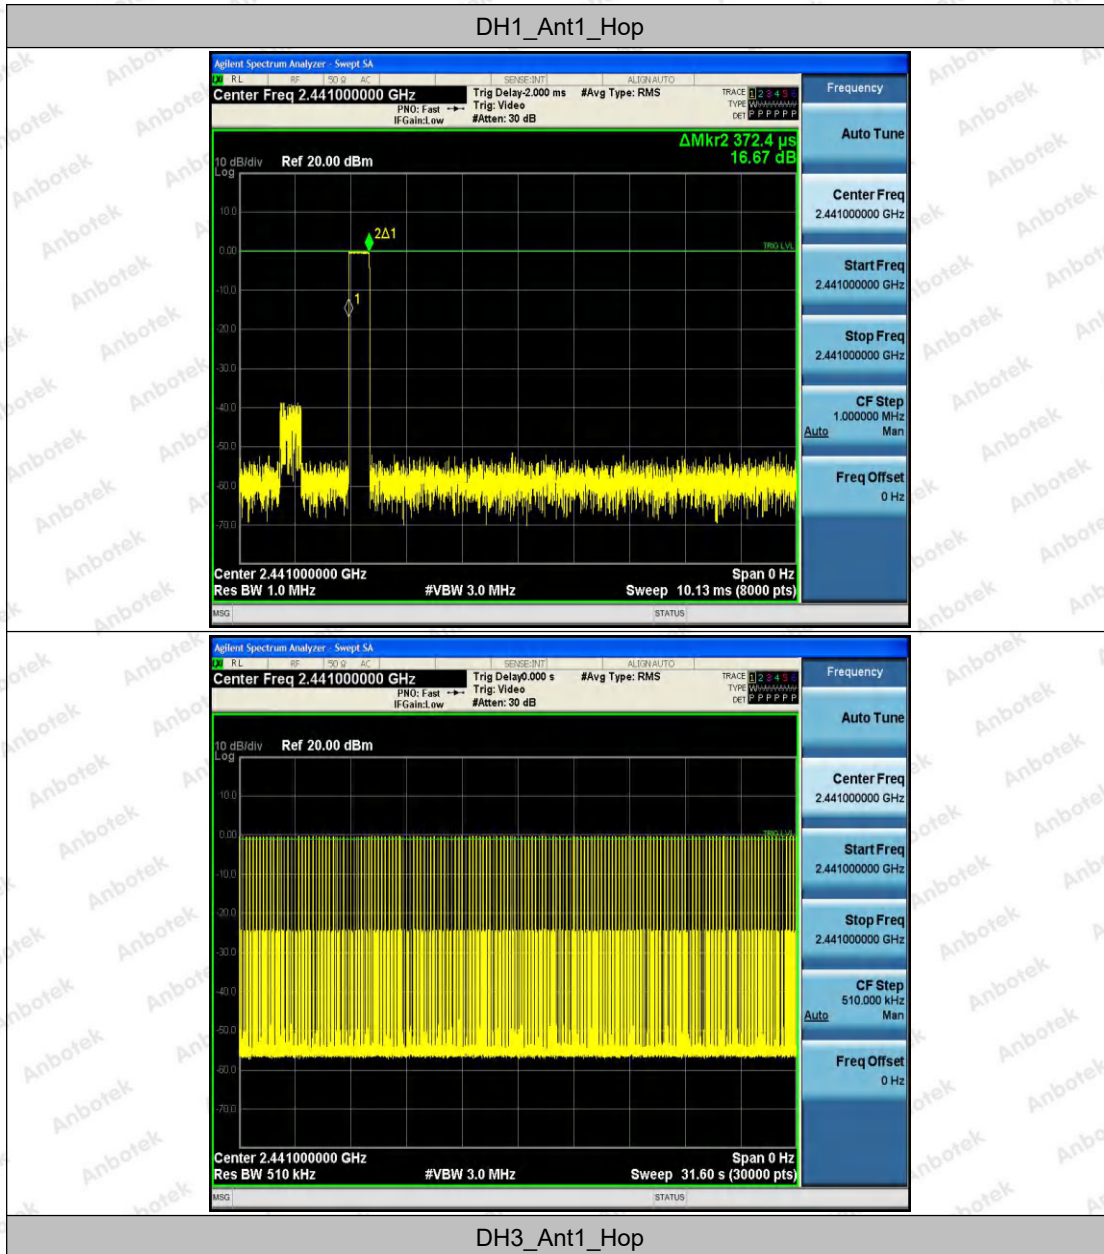 DH1_Ant1_Hop
Agilent Spectrum Analyzer - Swept SA
RL RF 50 Ω AC SENSE:INT ALIGN AUTO
Center Freq 2.441000000 GHz
PNO: Fast
IFGain:Low
Trig Delay-2.000 ms
Trig: Video
#Atten: 30 dB
#Avg Type: RMS
TRACE 1 2 3 4 5 6
TYPE W
DET P P P P P P
ΔMkr2 372.4 μs
16.67 dB
10 dB/div Ref 20.00 dBm
Log
10.0
0.00
-10.0
-20.0
-30.0
-40.0
-50.0
-60.0
-70.0
2Δ1
1
TRIG LVL
Center 2.441000000 GHz Span 0 Hz
Res BW 1.0 MHz #VBW 3.0 MHz Sweep 10.13 ms (8000 pts)
MSG STATUS
Frequency
Auto Tune
Center Freq
2.441000000 GHz
Start Freq
2.441000000 GHz
Stop Freq
2.441000000 GHz
CF Step
1.000000 MHz
Auto Man
Freq Offset
0 Hz
Agilent Spectrum Analyzer - Swept SA
RL RF 50 Ω AC SENSE:INT ALIGN AUTO
Center Freq 2.441000000 GHz
PNO: Fast
IFGain:Low
Trig Delay0.000 s
Trig: Video
#Atten: 30 dB
#Avg Type: RMS
TRACE 1 2 3 4 5 6
TYPE W
DET P P P P P P
10 dB/div Ref 20.00 dBm
Log
10.0
0.00
-10.0
-20.0
-30.0
-40.0
-50.0
-60.0
-70.0
TRIG LVL
Center 2.441000000 GHz Span 0 Hz
Res BW 510 kHz #VBW 3.0 MHz Sweep 31.60 s (30000 pts)
MSG STATUS
Frequency
Auto Tune
Center Freq
2.441000000 GHz
Start Freq
2.441000000 GHz
Stop Freq
2.441000000 GHz
CF Step
510.000 kHz
Auto Man
Freq Offset
0 Hz
DH3_Ant1_Hop
Anbotek